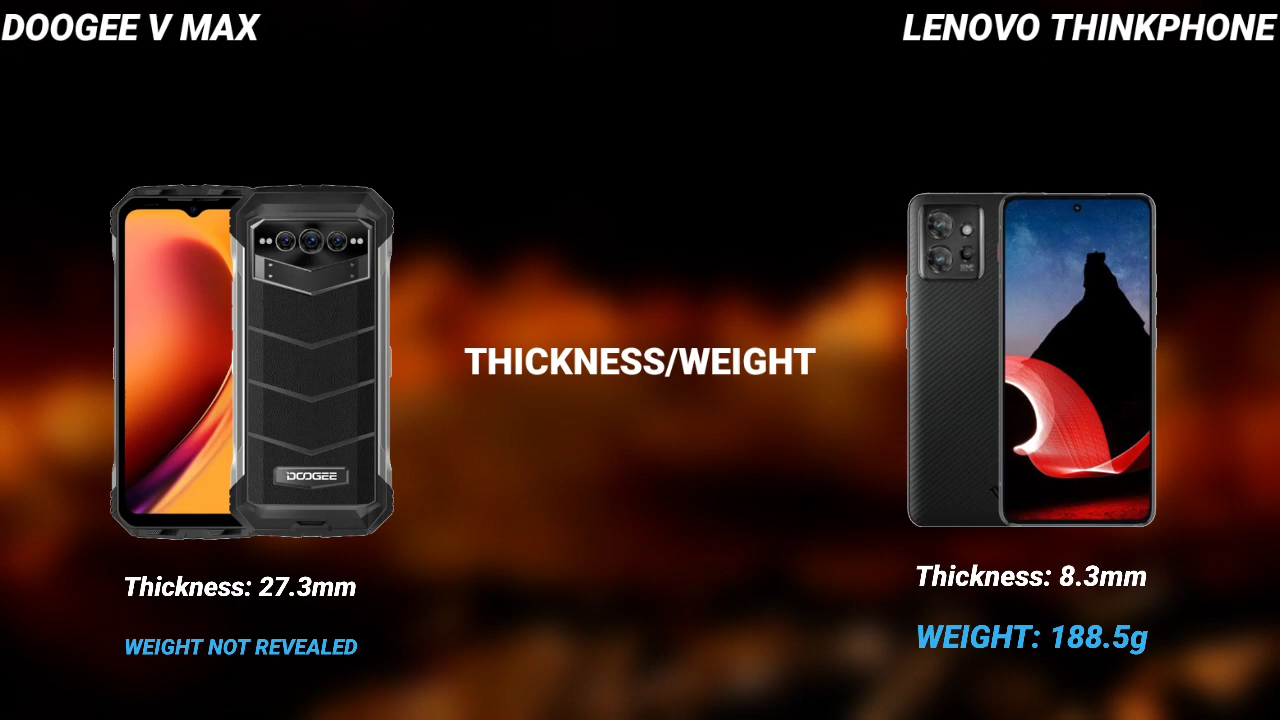 DOOGEE V MAX
LENOVO THINKPHONE
THICKNESS/WEIGHT
DOOGEE
Thickness: 27.3mm
WEIGHT NOT REVEALED
Thickness: 8.3mm
WEIGHT: 188.5g